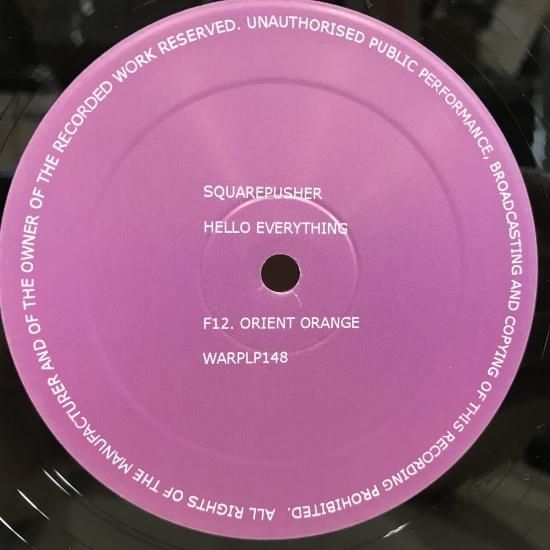 SQUAREPUSHER
HELLO EVERYTHING
F12. ORIENT ORANGE
WARPLP148
ALL RIGHTS OF THE MANUFACTURER AND OF THE OWNER OF THE RECORDED WORK RESERVED. UNAUTHORISED PUBLIC PERFORMANCE, BROADCASTING AND COPYING OF THIS RECORDING PROHIBITED.